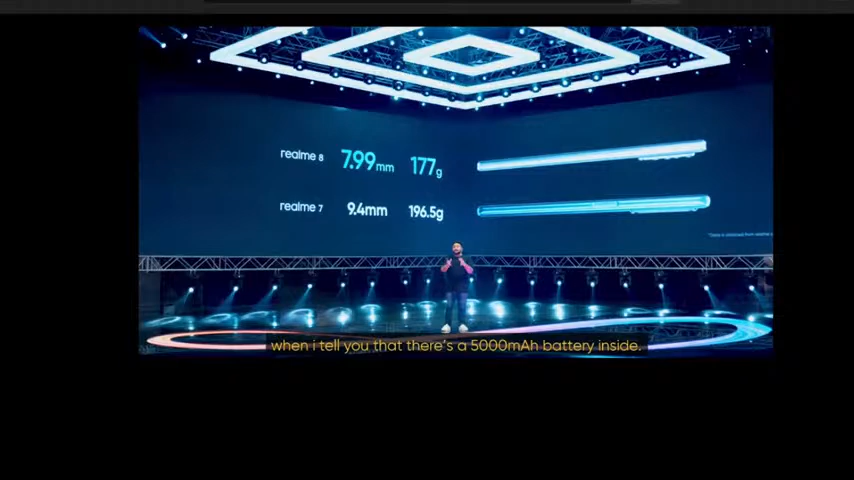 realme 8 7.99mm 177g
realme 7 9.4mm 196.5g
when i tell you that there's a 5000mAh battery inside.